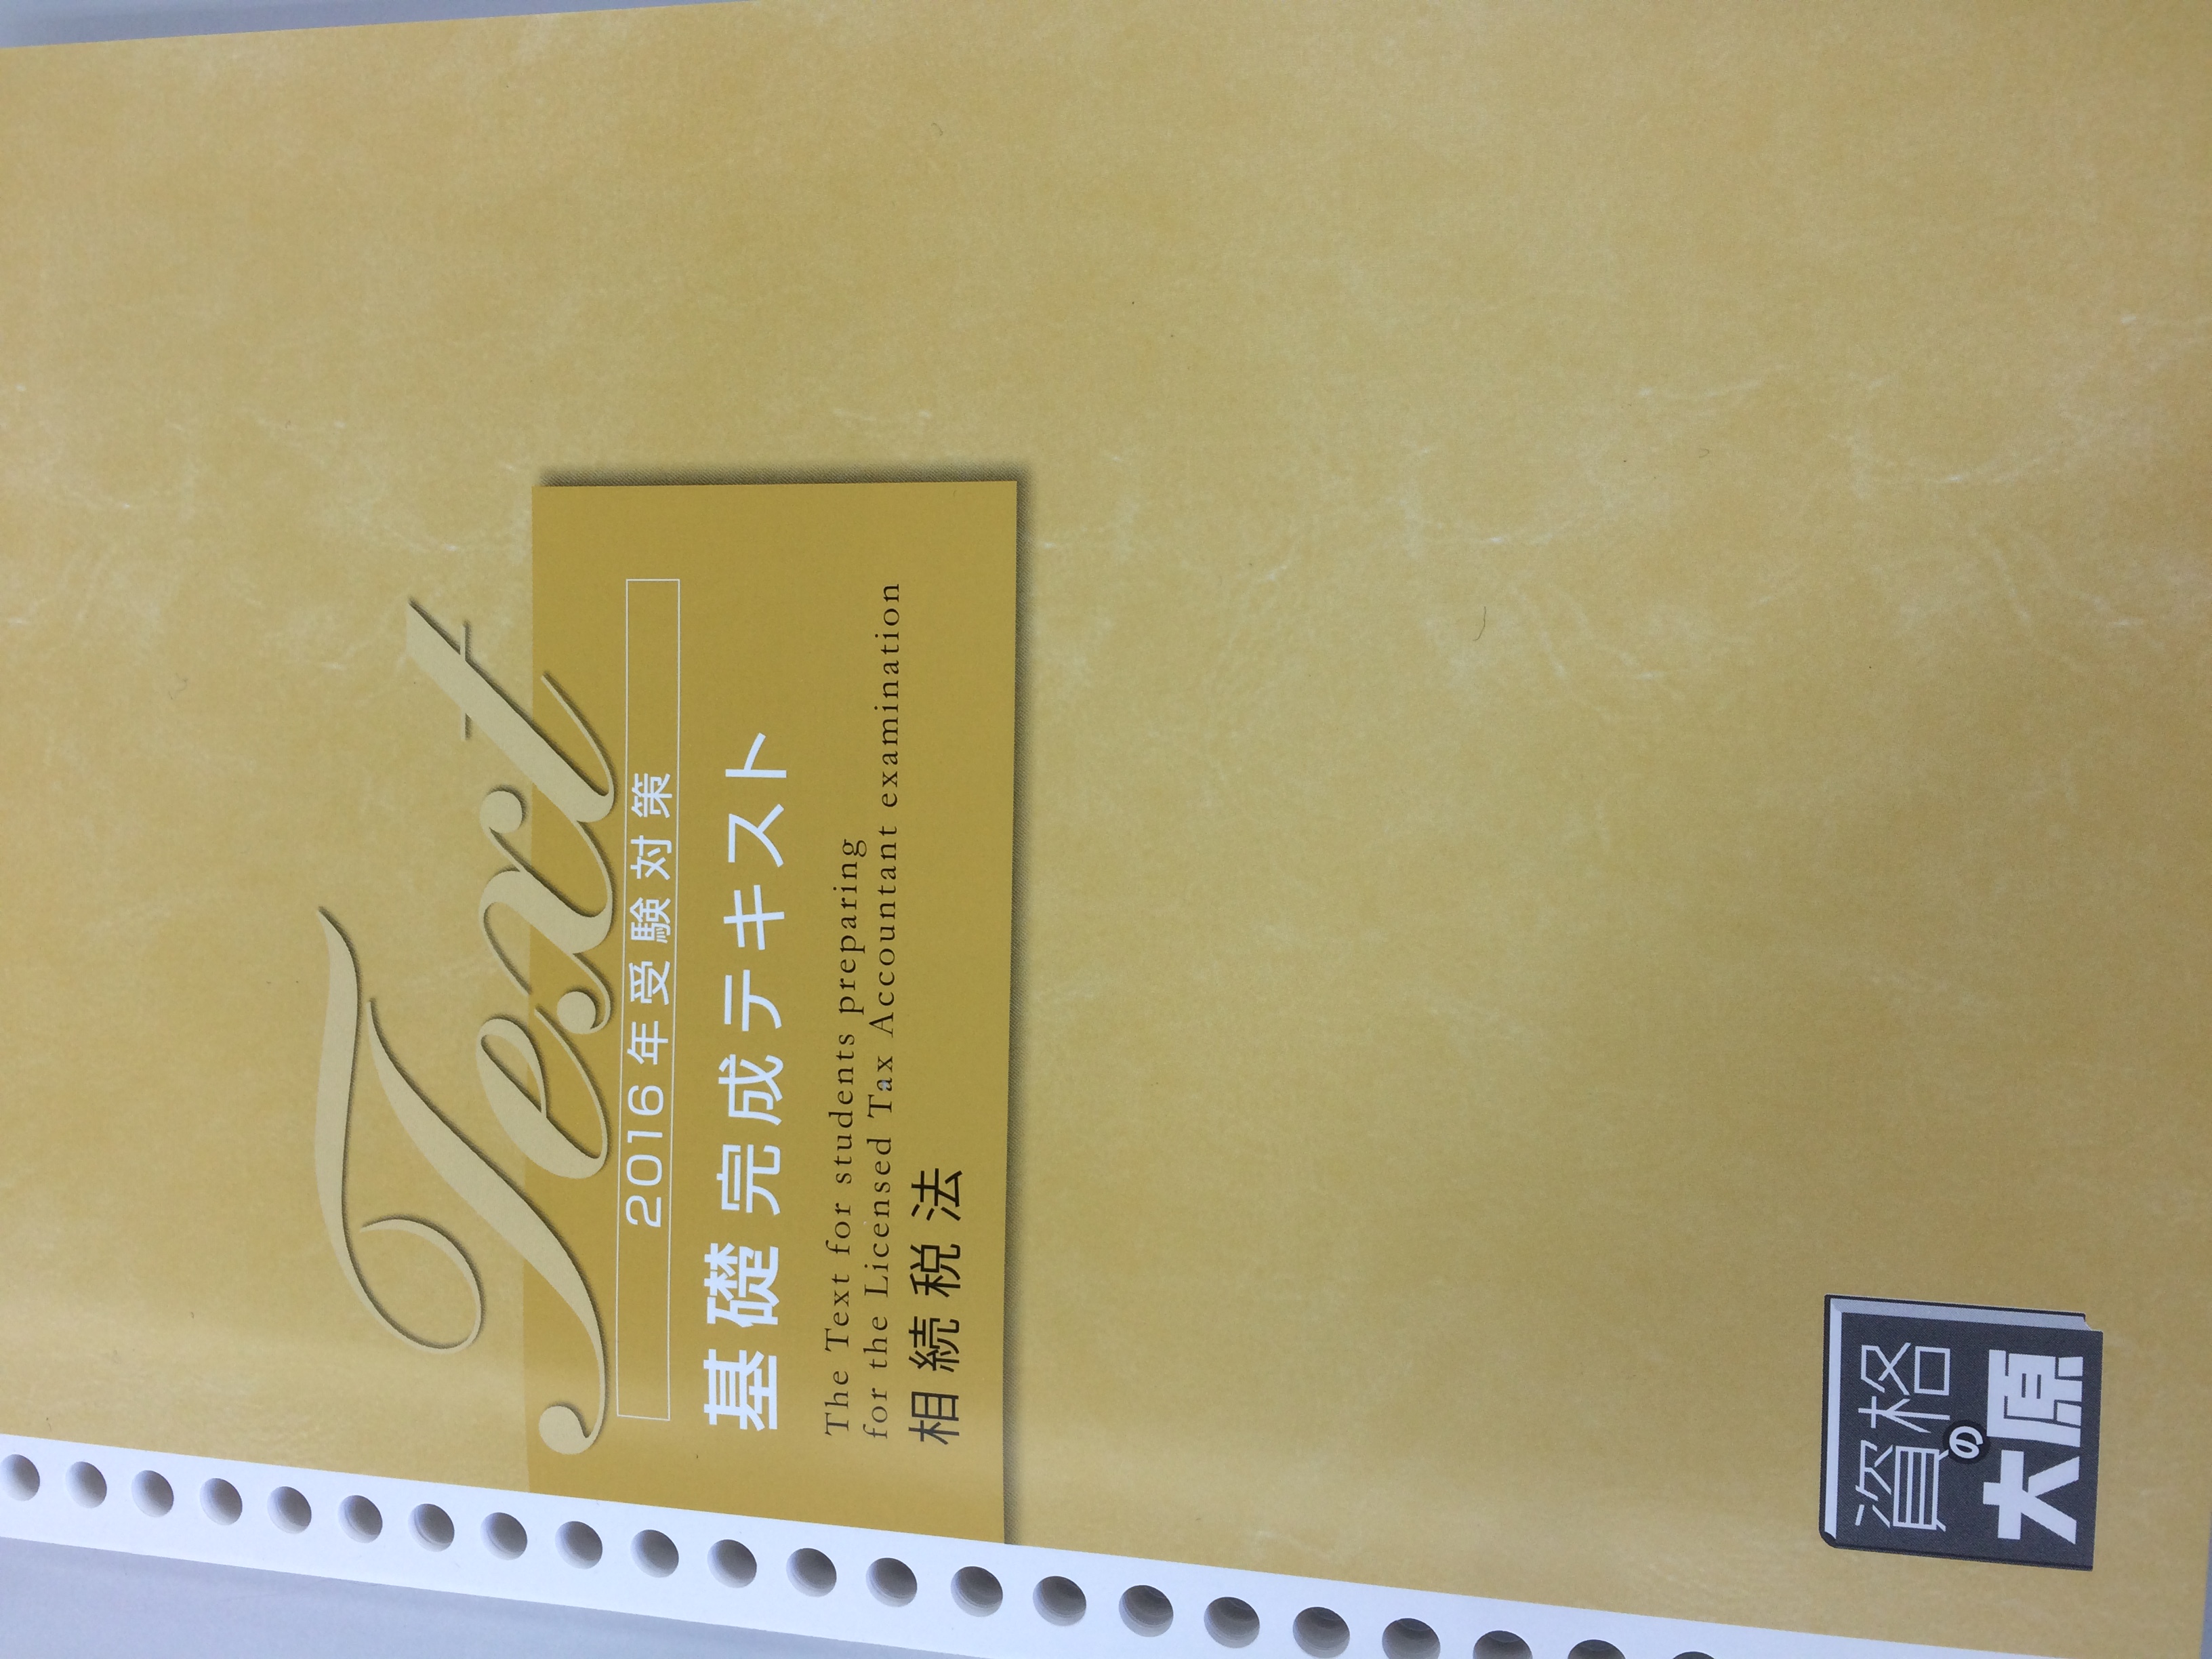 Text
2016年受験対策
基礎完成テキスト
The Text for students preparing
for the Licensed Tax Accountant examination
相続税法
資格の
大原